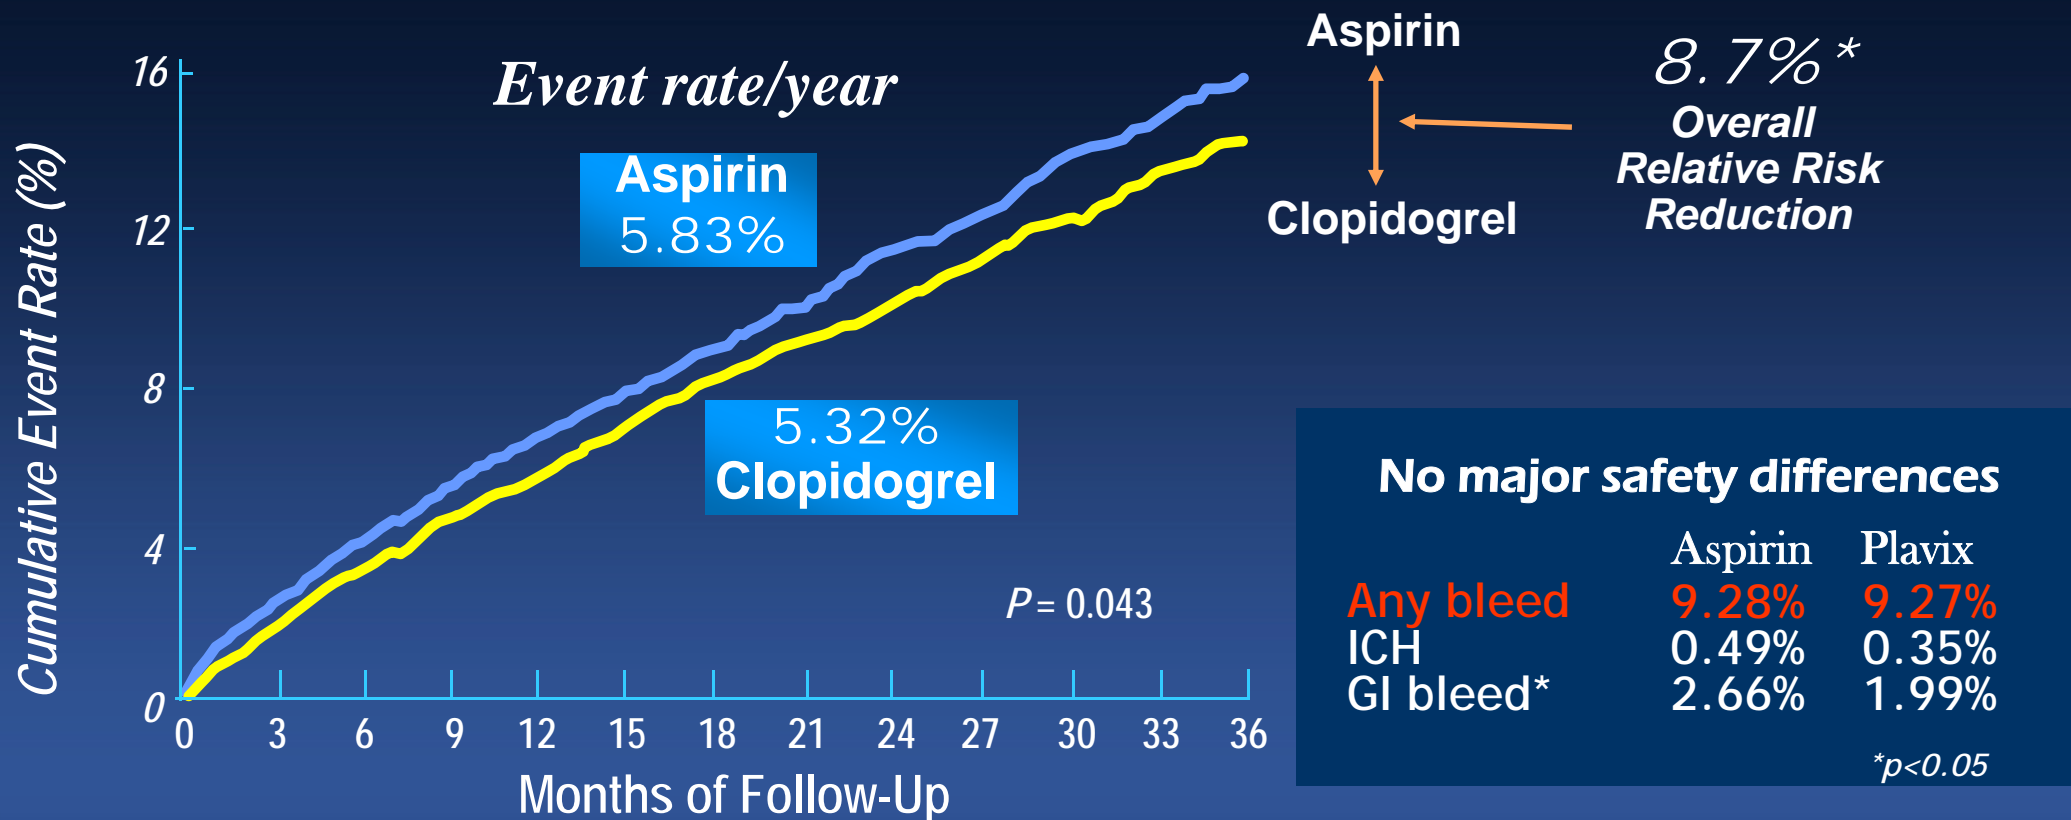 Cumulative Event Rate (%)
16
12
8
4
0
Event rate/year
Aspirin
5.83%
5.32%
Clopidogrel
P = 0.043
0 3 6 9 12 15 18 21 24 27 30 33 36
Months of Follow-Up
Aspirin
Clopidogrel
8.7%*
Overall
Relative Risk
Reduction
No major safety differences
Aspirin Plavix
Any bleed 9.28% 9.27%
ICH 0.49% 0.35%
GI bleed* 2.66% 1.99%
*p<0.05